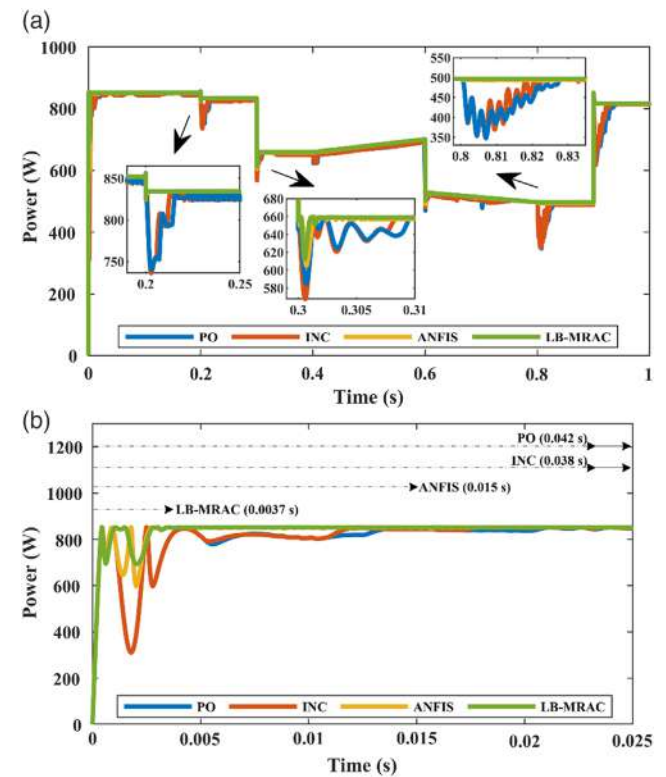 (a)
1000
800
600
400
200
0
Power (W)
500
450
400
350
0.8 0.81 0.82 0.83
850
800
750
0.2 0.25
680
660
640
620
600
580
0.3 0.305 0.31
PO INC ANFIS LB-MRAC
0 0.2 0.4 0.6 0.8 1
Time (s)
(b)
1200
1000
800
600
400
200
0
Power (W)
PO (0.042 s)
INC (0.038 s)
ANFIS (0.015 s)
LB-MRAC (0.0037 s)
PO INC ANFIS LB-MRAC
0 0.005 0.01 0.015 0.02 0.025
Time (s)